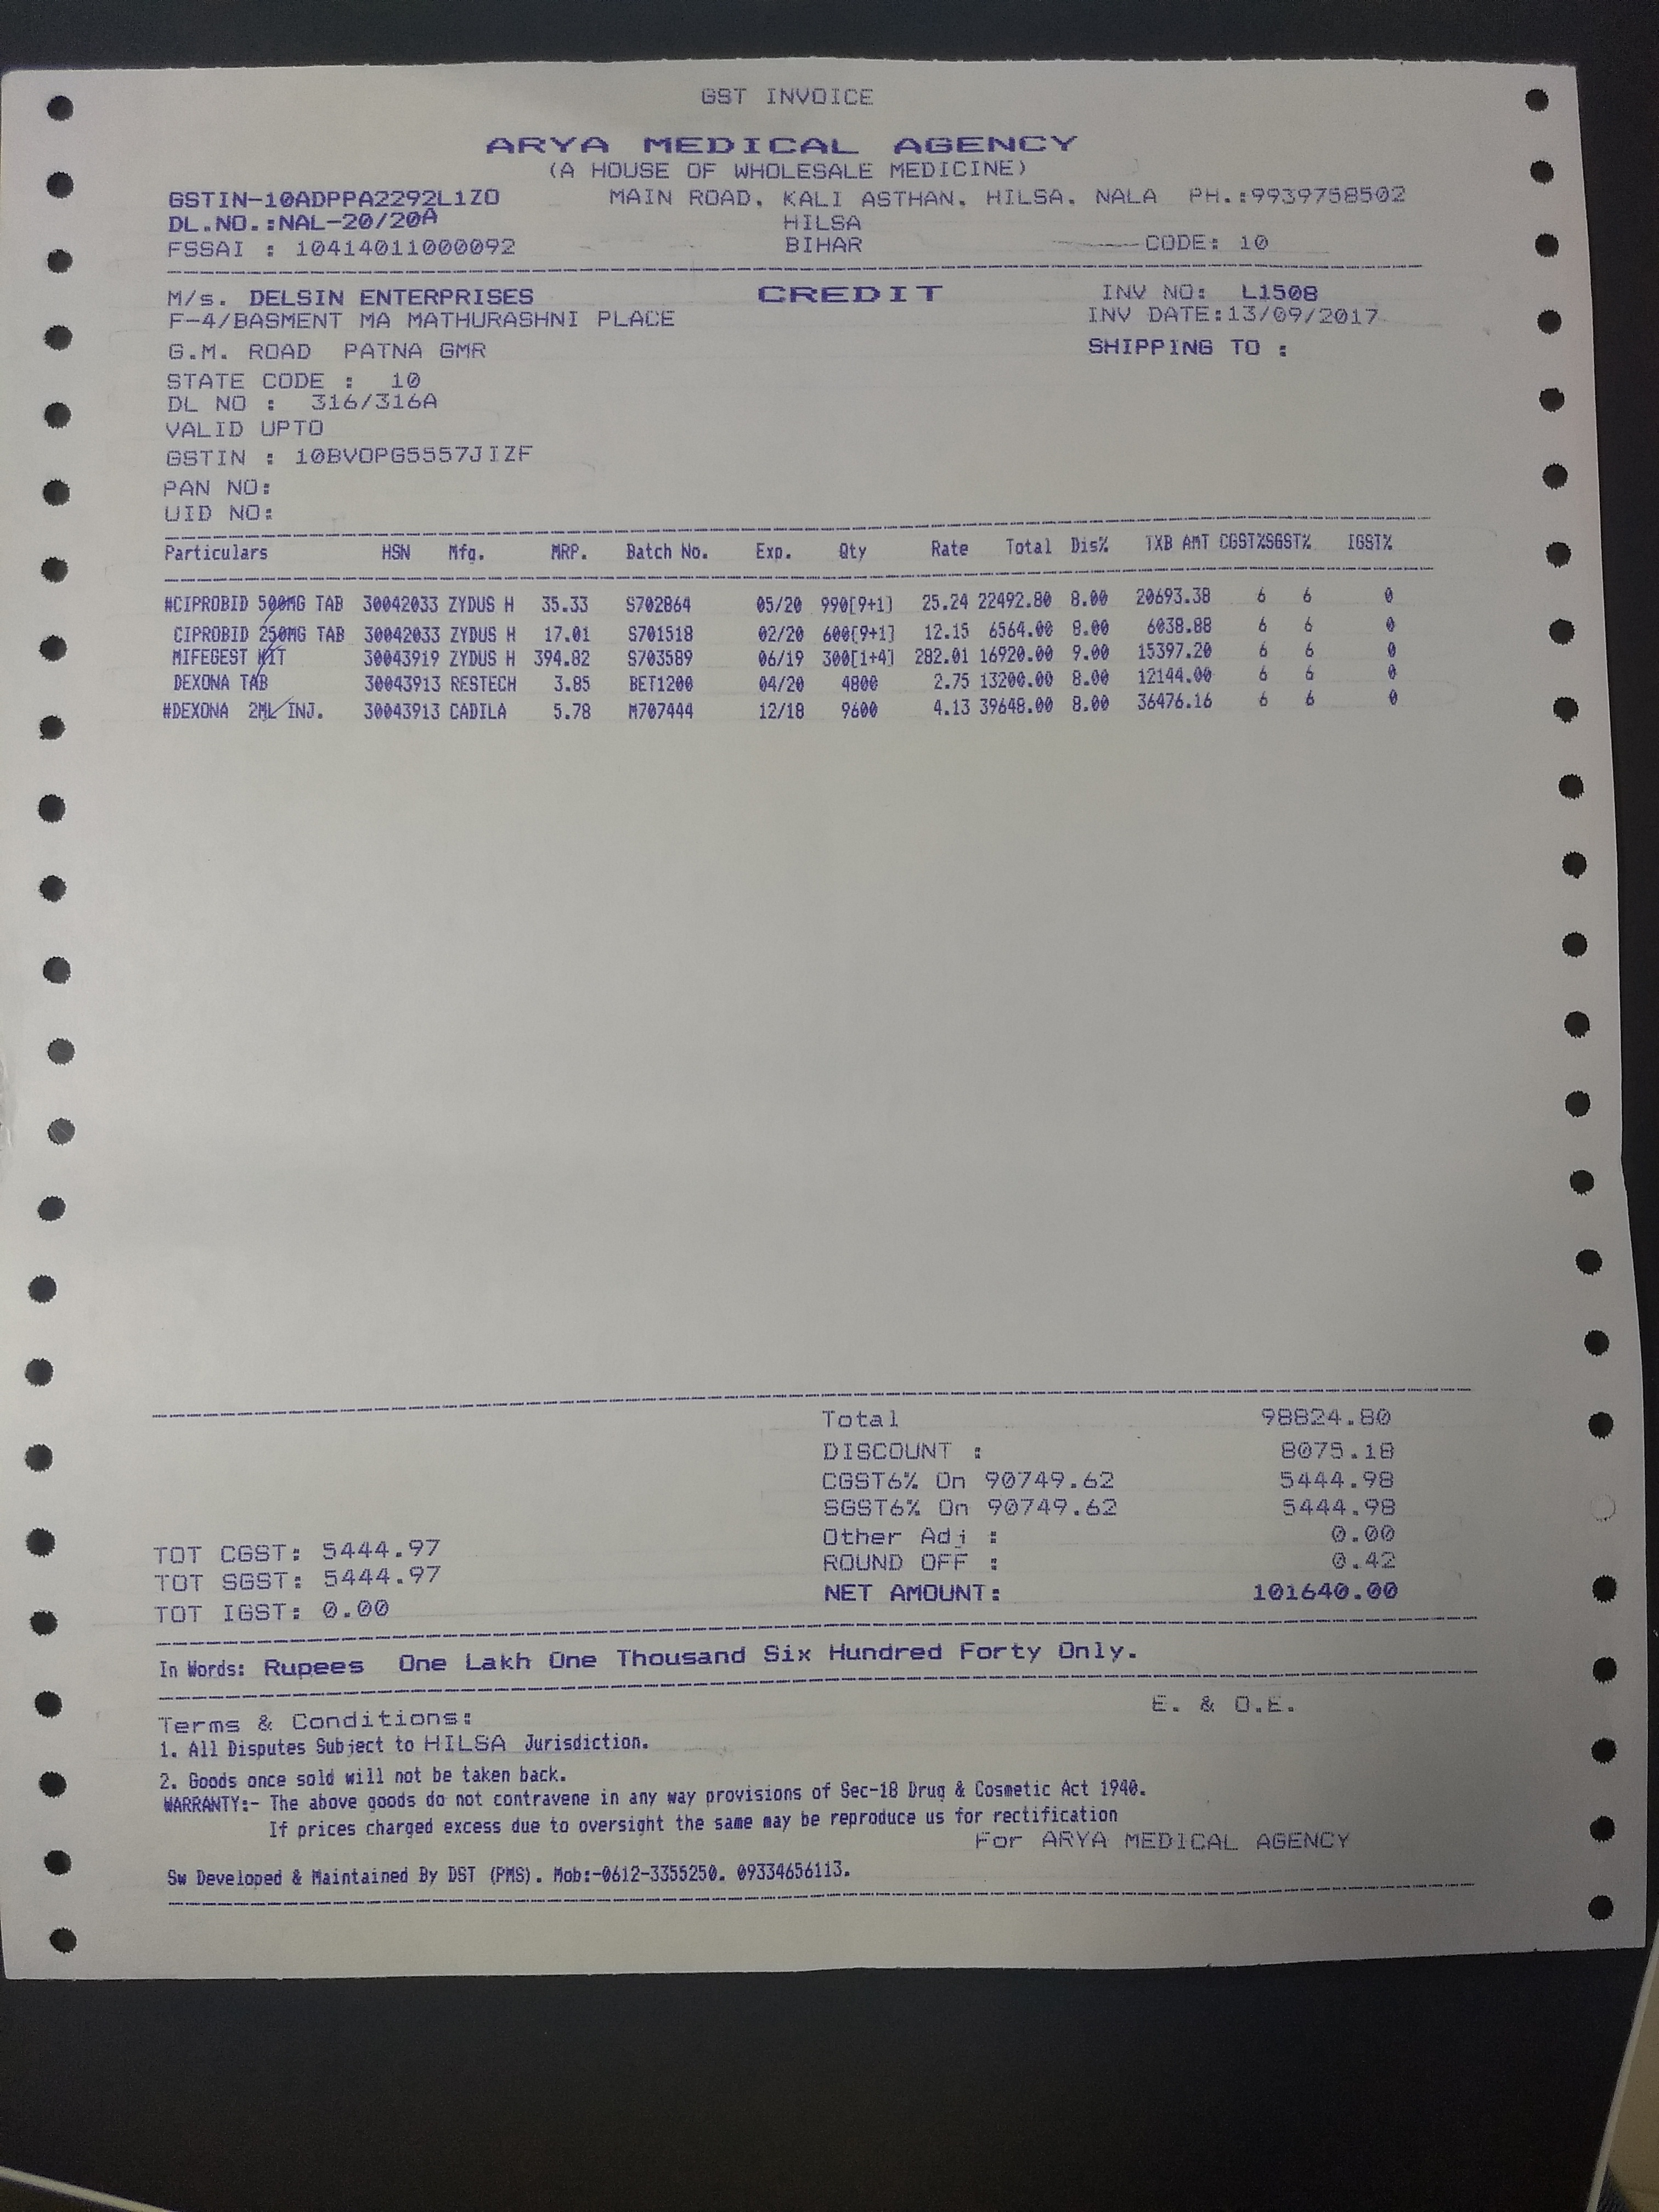 GST INVOICE
ARYA MEDICAL AGENCY
(A HOUSE OF WHOLESALE MEDICINE)
GSTIN-10ADPPA2292L1ZO MAIN ROAD, KALI ASTHAN, HILSA, NALA PH.:9939758502
DL.NO.:NAL-20/20A HILSA
FSSAI : 10414011000092 BIHAR CODE: 10
M/s. DELSIN ENTERPRISES CREDIT INV NO: L1508
F-4/BASMENT MA MATHURASHNI PLACE INV DATE:13/09/2017
G.M. ROAD PATNA GMR SHIPPING TO :
STATE CODE : 10
DL NO : 316/316A
VALID UPTO
GSTIN : 10BVOPG5557JIZF
PAN NO:
UID NO:
Particulars HSN Mfg. MRP. Batch No. Exp. Qty Rate Total Dis% TXB AMT CGST%SGST% IGST%
#CIPROBID 500MG TAB 30042033 ZYDUS H 35.33 S702864 05/20 990[9+1] 25.24 22492.80 8.00 20693.38 6 6 0
CIPROBID 250MG TAB 30042033 ZYDUS H 17.01 S701518 02/20 600[9+1] 12.15 6564.00 8.00 6038.88 6 6 0
MIFEGEST KIT 30043919 ZYDUS H 394.82 S703589 06/19 300[1+4] 282.01 16920.00 9.00 15397.20 6 6 0
DEXONA TAB 30043913 RESTECH 3.85 BET1200 04/20 4800 2.75 13200.00 8.00 12144.00 6 6 0
#DEXONA 2ML INJ. 30043913 CADILA 5.78 M707444 12/18 9600 4.13 39648.00 8.00 36476.16 6 6 0
Total 98824.80
DISCOUNT : 8075.18
CGST6% On 90749.62 5444.98
SGST6% On 90749.62 5444.98
Other Adj : 0.00
TOT CGST: 5444.97 ROUND OFF : 0.42
TOT SGST: 5444.97 NET AMOUNT: 101640.00
TOT IGST: 0.00
In Words: Rupees One Lakh One Thousand Six Hundred Forty Only.
E. & O.E.
Terms & Conditions:
1. All Disputes Subject to HILSA Jurisdiction.
2. Goods once sold will not be taken back.
WARRANTY:- The above goods do not contravene in any way provisions of Sec-18 Drug & Cosmetic Act 1940.
If prices charged excess due to oversight the same may be reproduce us for rectification
For ARYA MEDICAL AGENCY
Sw Developed & Maintained By DST (PMS). Mob:-0612-3355250. 09334656113.